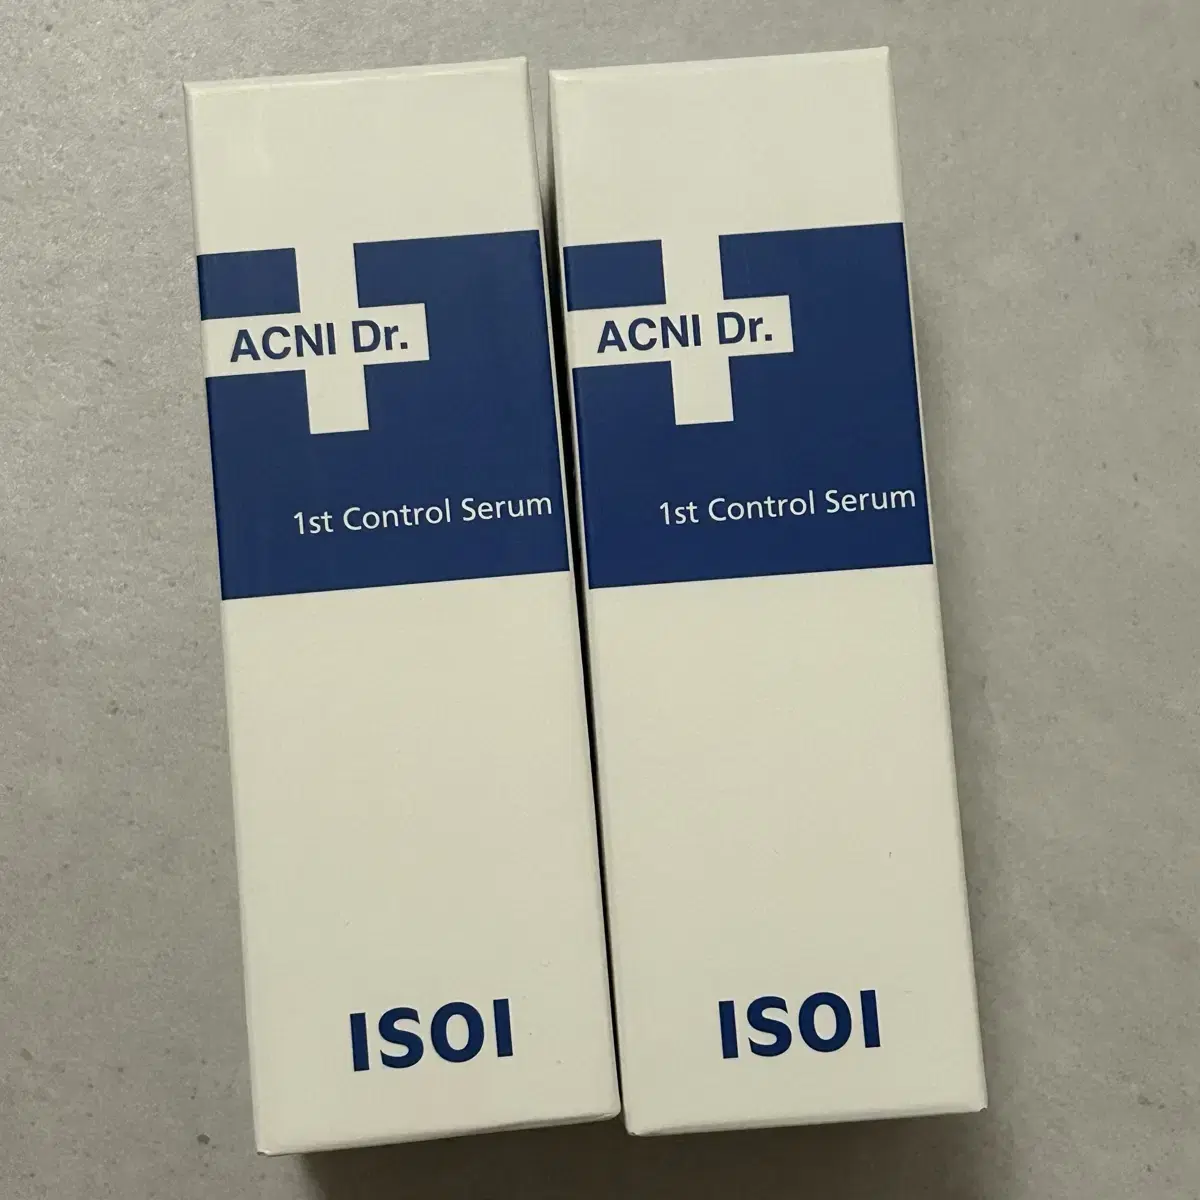 ACNI Dr.
1st Control Serum
ISOI
ACNI Dr.
1st Control Serum
ISOI